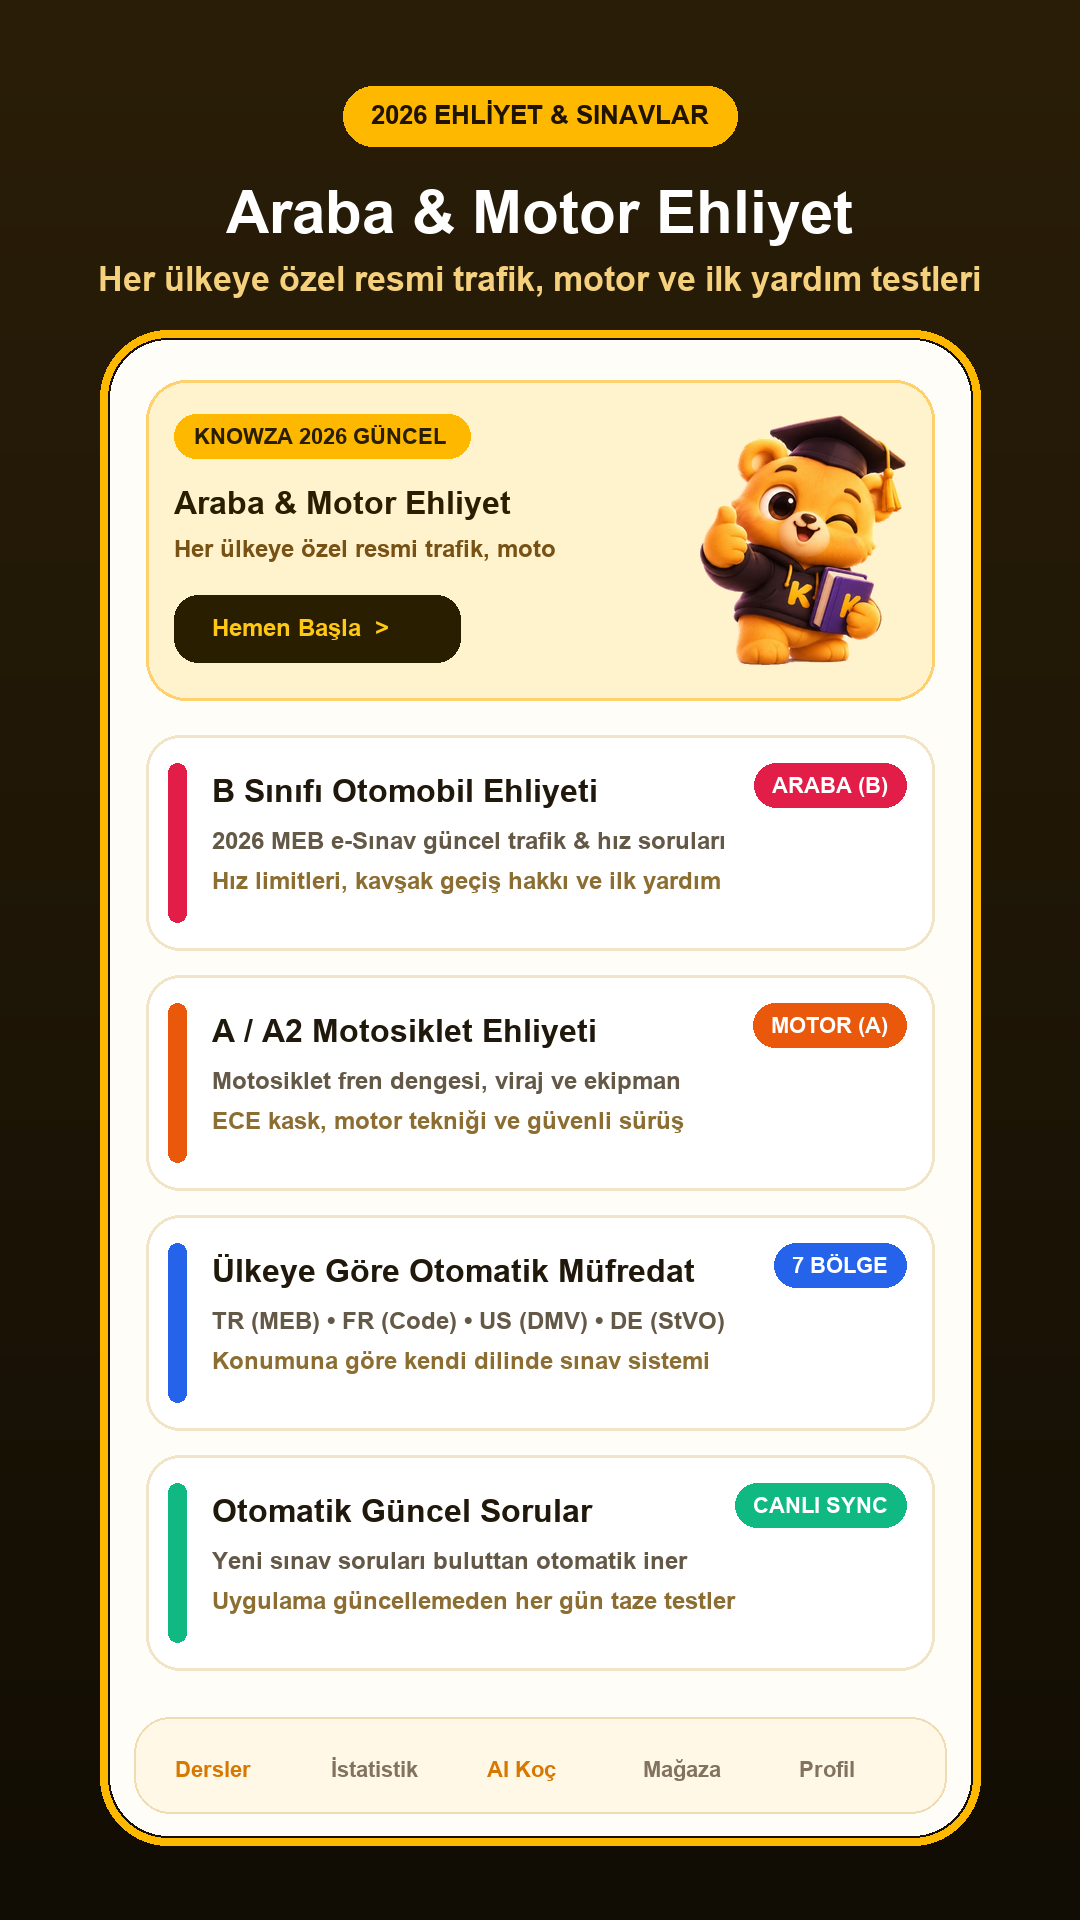 2026 EHLİYET & SINAVLAR
Araba & Motor Ehliyet
Her ülkeye özel resmi trafik, motor ve ilk yardım testleri
KNOWZA 2026 GÜNCEL
Araba & Motor Ehliyet
Her ülkeye özel resmi trafik, moto
Hemen Başla >
K
K
B Sınıfı Otomobil Ehliyeti
ARABA (B)
2026 MEB e-Sınav güncel trafik & hız soruları
Hız limitleri, kavşak geçiş hakkı ve ilk yardım
A / A2 Motosiklet Ehliyeti
MOTOR (A)
Motosiklet fren dengesi, viraj ve ekipman
ECE kask, motor tekniği ve güvenli sürüş
Ülkeye Göre Otomatik Müfredat
7 BÖLGE
TR (MEB) • FR (Code) • US (DMV) • DE (StVO)
Konumuna göre kendi dilinde sınav sistemi
Otomatik Güncel Sorular
CANLI SYNC
Yeni sınav soruları buluttan otomatik iner
Uygulama güncellemeden her gün taze testler
Dersler İstatistik AI Koç Mağaza Profil